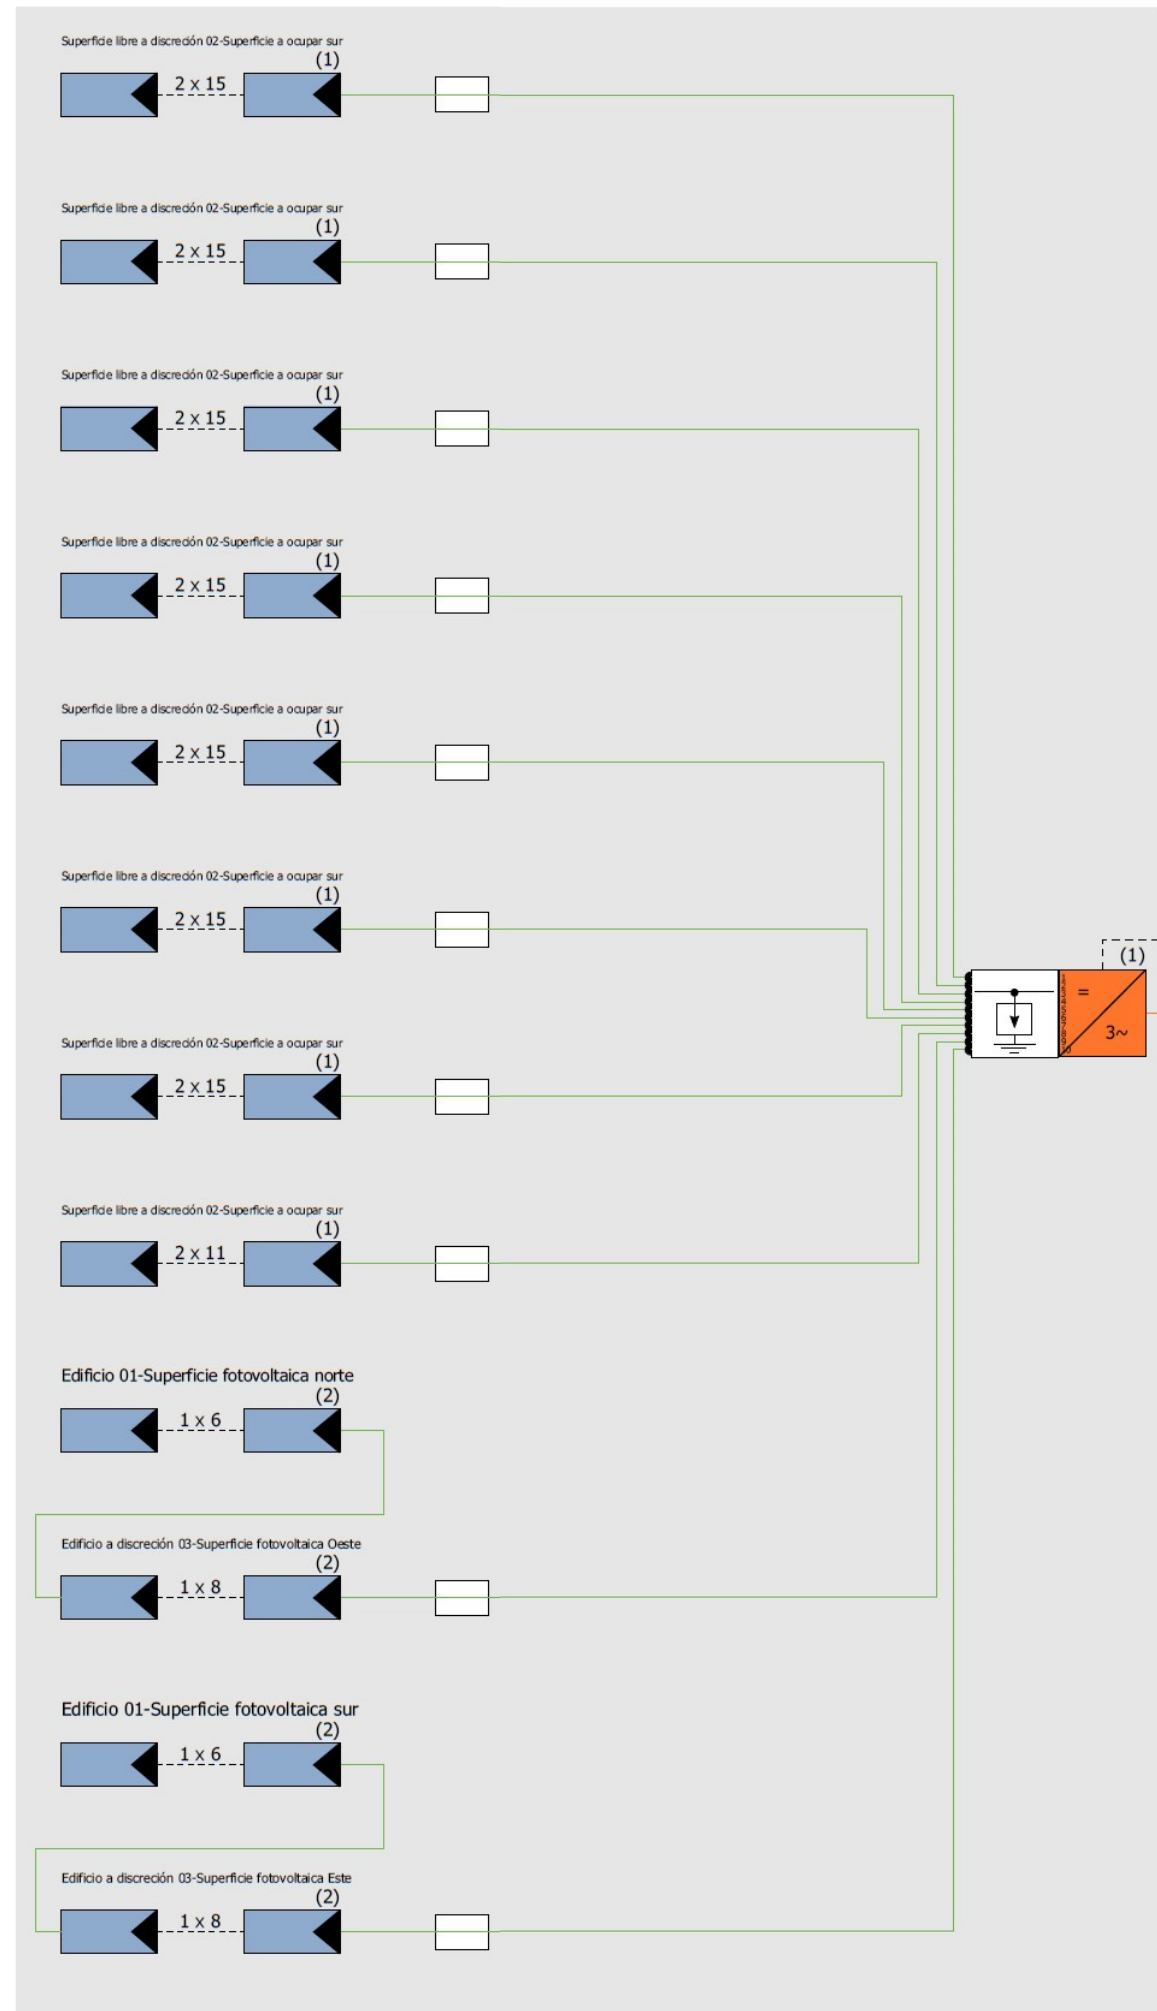 Superficie libre a discreción 02-Superficie a ocupar sur
(1)
2 x 15
Superficie libre a discreción 02-Superficie a ocupar sur
(1)
2 x 15
Superficie libre a discreción 02-Superficie a ocupar sur
(1)
2 x 15
Superficie libre a discreción 02-Superficie a ocupar sur
(1)
2 x 15
Superficie libre a discreción 02-Superficie a ocupar sur
(1)
2 x 15
Superficie libre a discreción 02-Superficie a ocupar sur
(1)
2 x 15
(1)
=
3~
Superficie libre a discreción 02-Superficie a ocupar sur
(1)
2 x 15
Superficie libre a discreción 02-Superficie a ocupar sur
(1)
2 x 11
Edificio 01-Superficie fotovoltaica norte
(2)
1 x 6
Edificio a discreción 03-Superficie fotovoltaica Oeste
(2)
1 x 8
Edificio 01-Superficie fotovoltaica sur
(2)
1 x 6
Edificio a discreción 03-Superficie fotovoltaica Este
(2)
1 x 8